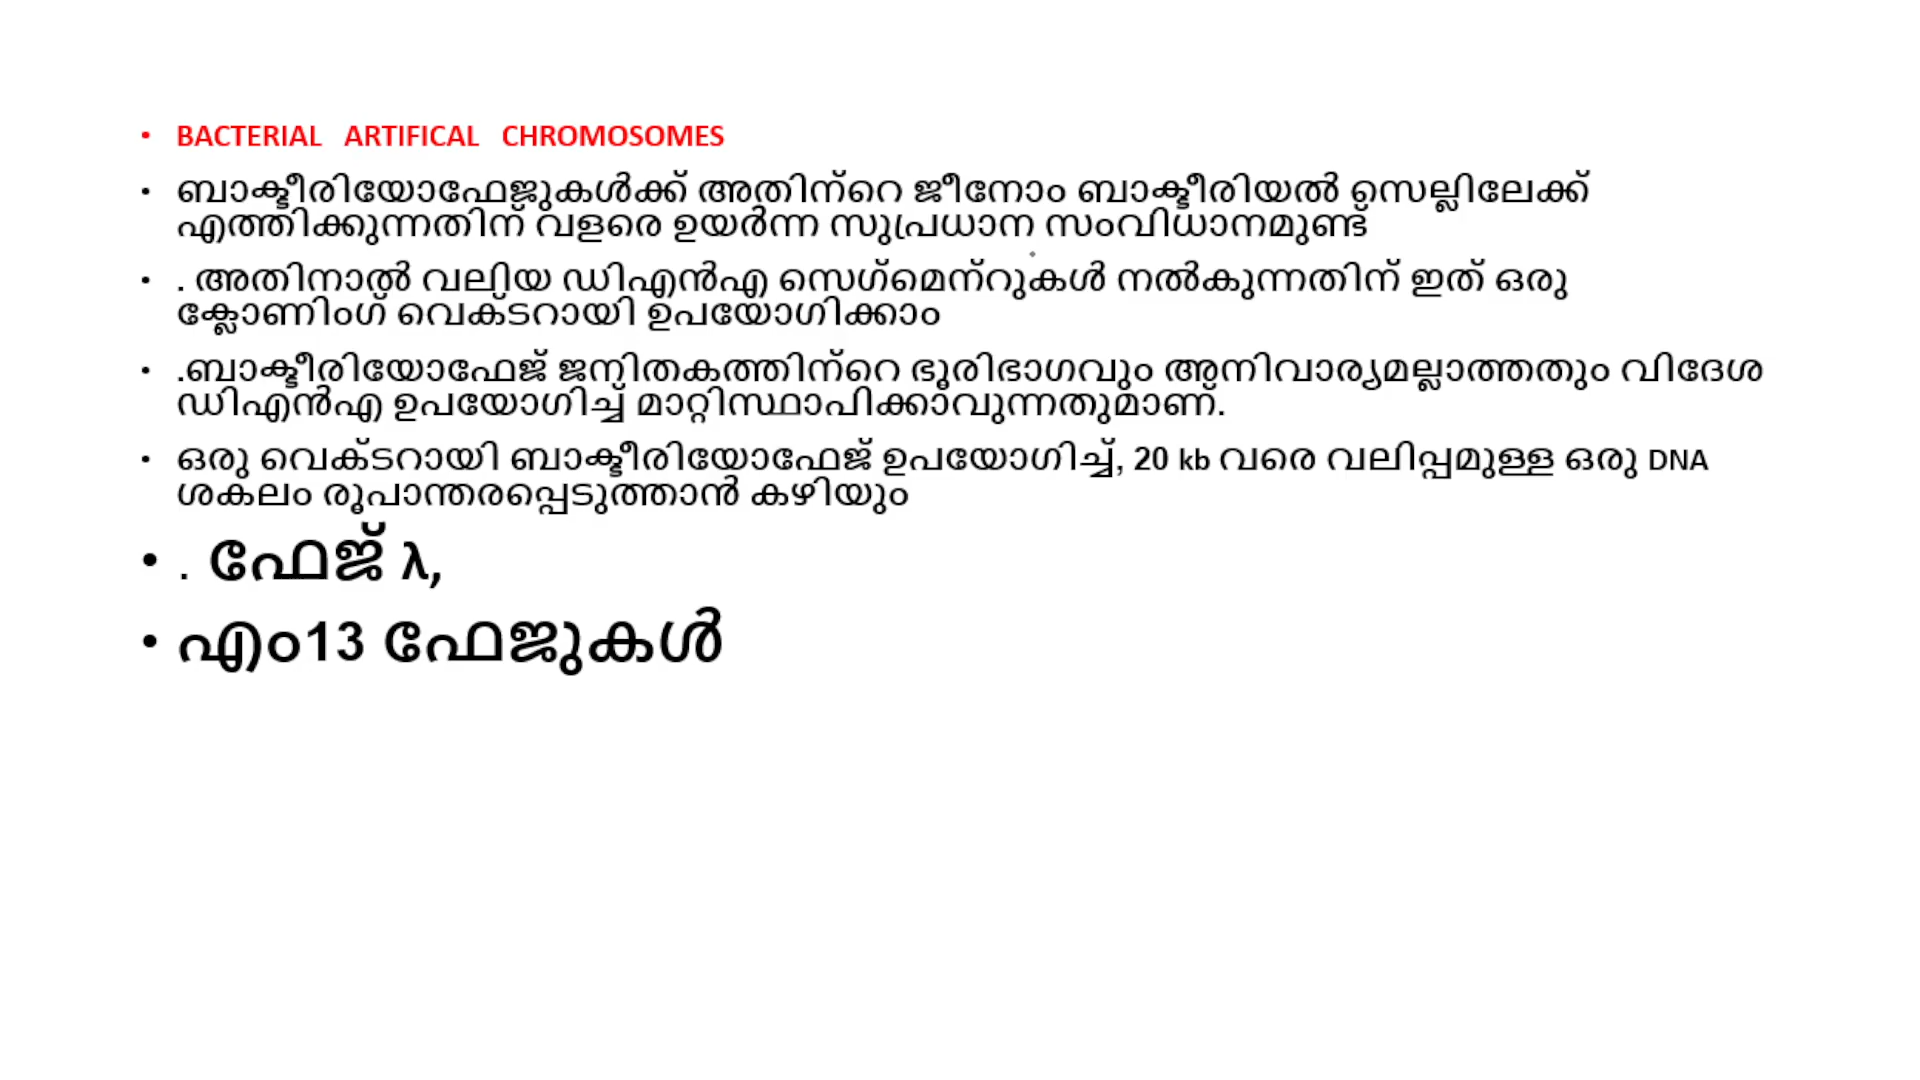 • BACTERIAL ARTIFICAL CHROMOSOMES
• ബാക്ടീരിയോഫേജുകൾക്ക് അതിന്റെ ജീനോം ബാക്ടീരിയൽ സെല്ലിലേക്ക്
എത്തിക്കുന്നതിന് വളരെ ഉയർന്ന സുപ്രധാന സംവിധാനമുണ്ട്
• . അതിനാൽ വലിയ ഡിഎൻഎ സെഗ്‌മെന്റുകൾ നൽകുന്നതിന് ഇത് ഒരു
ക്ലോണിംഗ് വെക്‌ടറായി ഉപയോഗിക്കാം
• .ബാക്ടീരിയോഫേജ് ജനിതകത്തിന്റെ ഭൂരിഭാഗവും അനിവാര്യമല്ലാത്തതും വിദേശ
ഡിഎൻഎ ഉപയോഗിച്ച് മാറ്റിസ്ഥാപിക്കാവുന്നതുമാണ്.
• ഒരു വെക്‌ടറായി ബാക്ടീരിയോഫേജ് ഉപയോഗിച്ച്, 20 kb വരെ വലിപ്പമുള്ള ഒരു DNA
ശകലം രൂപാന്തരപ്പെടുത്താൻ കഴിയും
• . ഫേജ് λ,
• എം13 ഫേജുകൾ